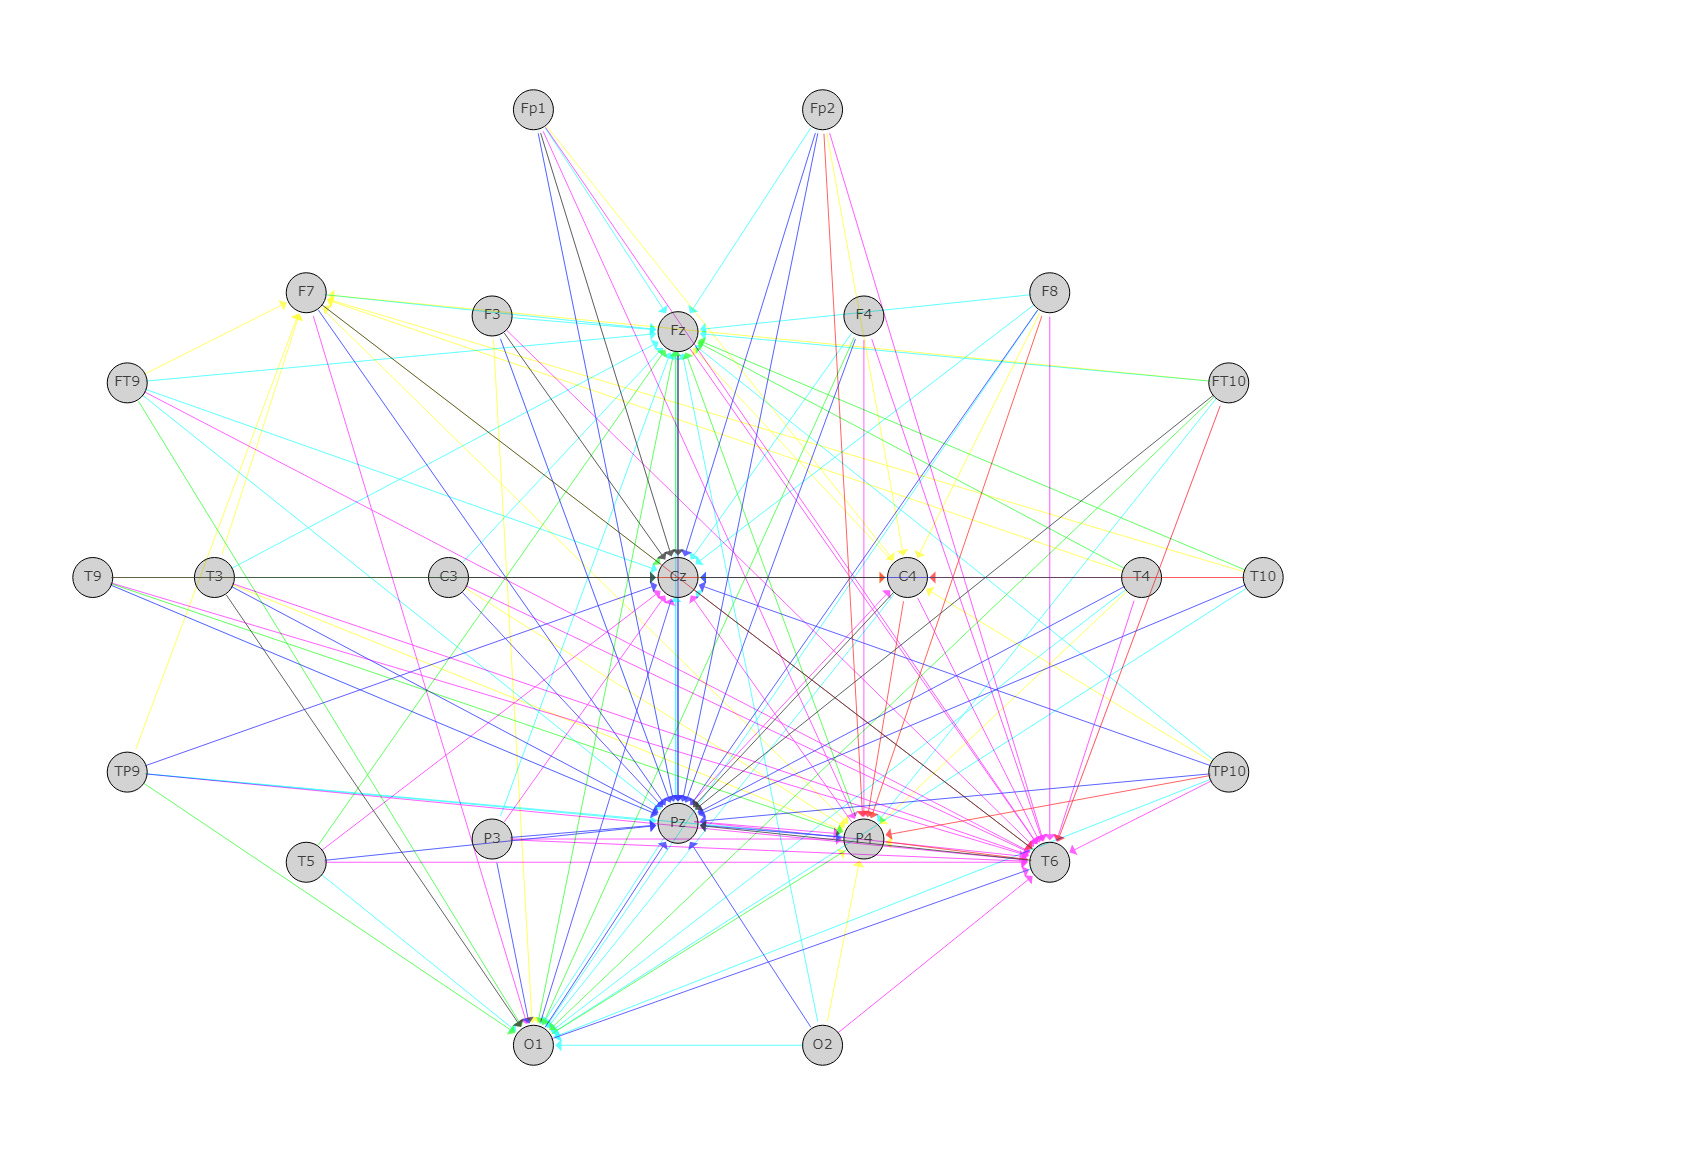 Fp1 Fp2
F7 F3 Fz F4 F8
FT9 FT10
T9 T3 C3 Cz C4 T4 T10
TP9 TP10
T5 P3 Pz P4 T6
O1 O2